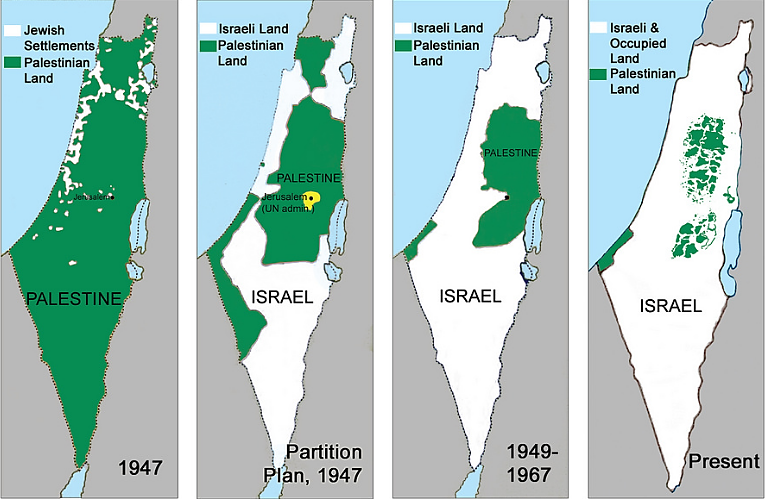 Jewish
Settlements
Palestinian
Land
Jerusalem
PALESTINE
1947
Israeli Land
Palestinian
Land
PALESTINE
Jerusalem
(UN admin.)
ISRAEL
Partition
Plan, 1947
Israeli Land
Palestinian
Land
PALESTINE
ISRAEL
1949-
1967
Israeli &
Occupied
Land
Palestinian
Land
ISRAEL
Present